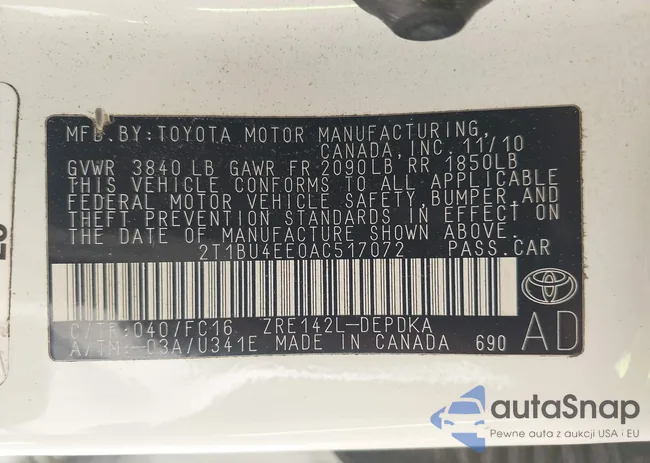 MFD.BY:TOYOTA MOTOR MANUFACTURING,
CANADA,INC.11/10
GVWR 3840 LB GAWR FR 2090LB RR 1850LB
THIS VEHICLE CONFORMS TO ALL APPLICABLE
FEDERAL MOTOR VEHICLE SAFETY,BUMPER,AND
THEFT PREVENTION STANDARDS IN EFFECT ON
THE DATE OF MANUFACTURE SHOWN ABOVE.
2T1BU4EE0AC517072 PASS.CAR
C/TR:040/FC16 ZRE142L-DEPDKA
A/TM:-03A/U341E MADE IN CANADA 690
AD
autaSnap
Pewne auta z aukcji USA i EU